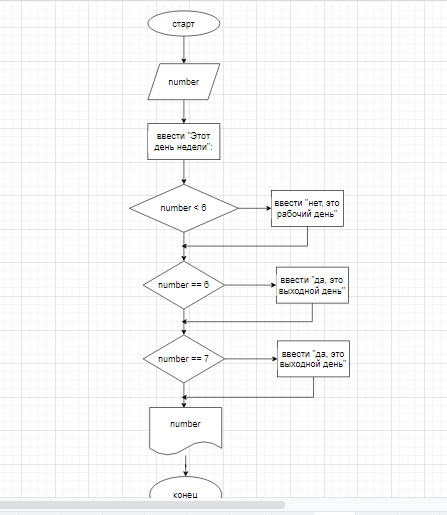 старт
number
ввести "Этот
день недели":
number < 6
ввести "нет, это
рабочий день"
number == 6
ввести "да, это
выходной день"
number == 7
ввести "да, это
выходной день"
number
конец